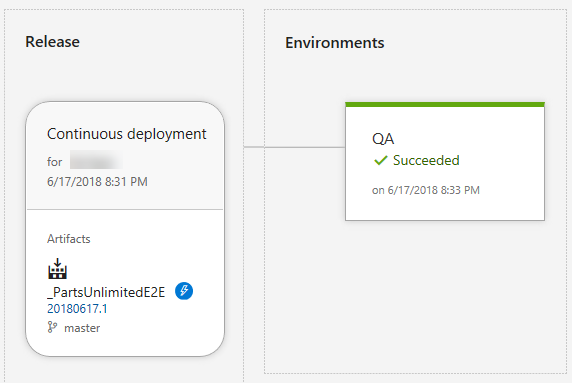 Release
Continuous deployment
for
6/17/2018 8:31 PM
Artifacts
_PartsUnlimitedE2E
20180617.1
master
Environments
QA
Succeeded
on 6/17/2018 8:33 PM